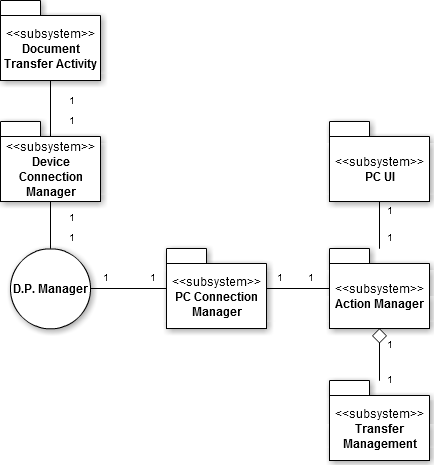 <<subsystem>>
Document
Transfer Activity
1
1
<<subsystem>>
Device
Connection
Manager
<<subsystem>>
PC UI
1
1
1
1
D.P. Manager
1
1
<<subsystem>>
PC Connection
Manager
1
1
<<subsystem>>
Action Manager
1
1
<<subsystem>>
Transfer
Management